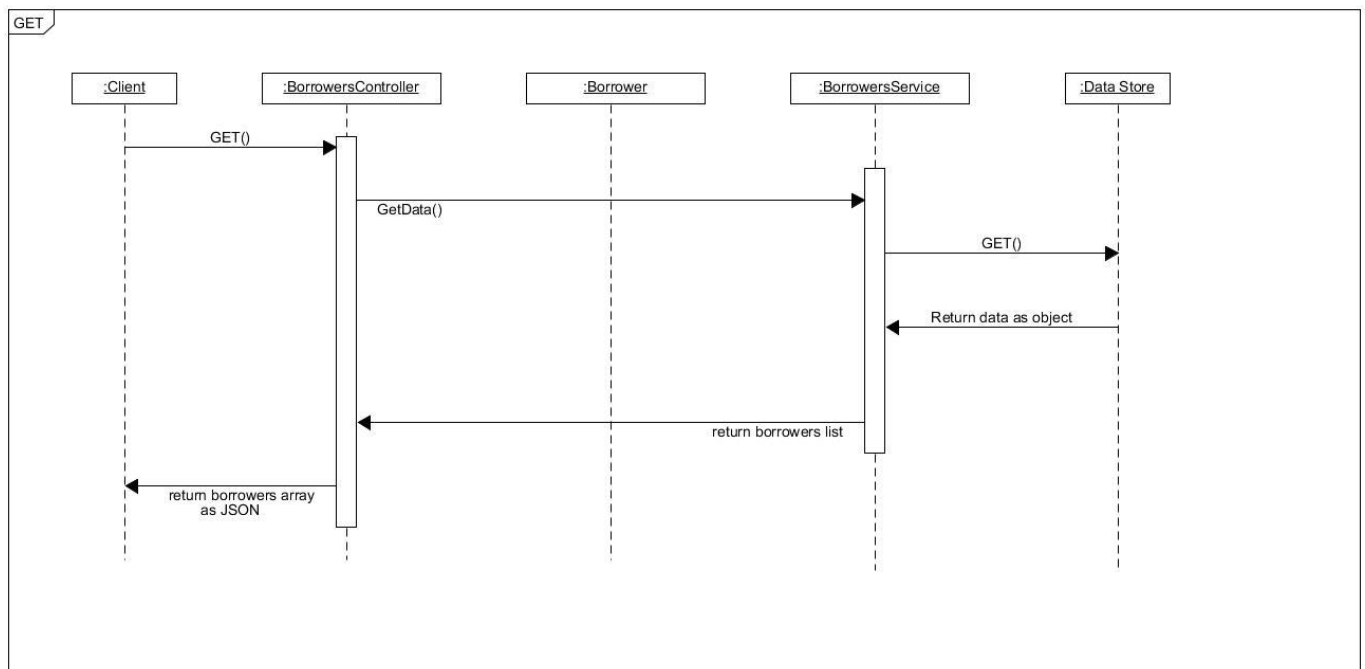 GET
:Client
:BorrowersController
:Borrower
:BorrowersService
:Data Store
GET()
GetData()
GET()
Return data as object
return borrowers list
return borrowers array
as JSON